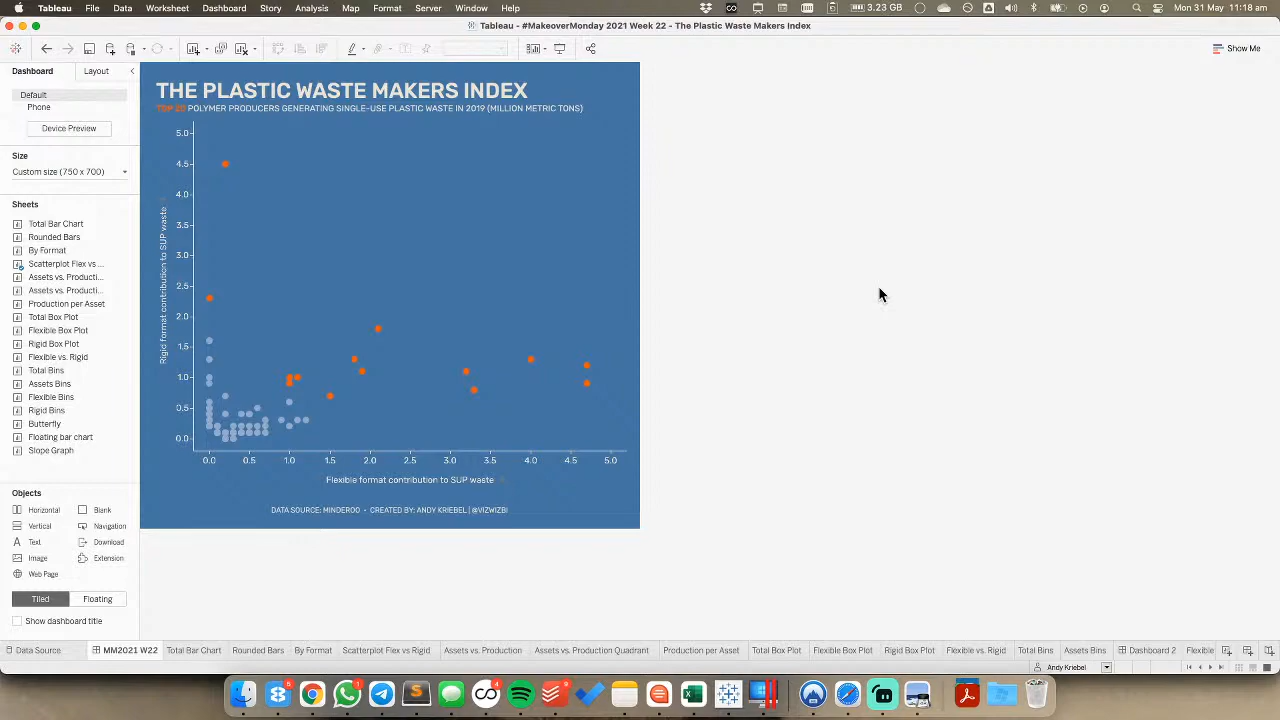 Tableau File Data Worksheet Dashboard Story Analysis Map Format Server Window Help 3.23 GB Mon 31 May 11:18 am
Tableau - #MakeoverMonday 2021 Week 22 - The Plastic Waste Makers Index
Show Me
Dashboard Layout
Default
Phone
Device Preview
Size
Custom size (750 x 700)
Sheets
Total Bar Chart
Rounded Bars
By Format
Scatterplot Flex vs ...
Assets vs. Producti...
Assets vs. Producti...
Production per Asset
Total Box Plot
Flexible Box Plot
Rigid Box Plot
Flexible vs. Rigid
Total Bins
Assets Bins
Flexible Bins
Rigid Bins
Butterfly
Floating bar chart
Slope Graph
Objects
Horizontal Blank
Vertical Navigation
Text Download
Image Extension
Web Page
Tiled Floating
Show dashboard title
THE PLASTIC WASTE MAKERS INDEX
TOP 20 POLYMER PRODUCERS GENERATING SINGLE-USE PLASTIC WASTE IN 2019 (MILLION METRIC TONS)
Rigid format contribution to SUP waste
5.0
4.5
4.0
3.5
3.0
2.5
2.0
1.5
1.0
0.5
0.0
0.0 0.5 1.0 1.5 2.0 2.5 3.0 3.5 4.0 4.5 5.0
Flexible format contribution to SUP waste
DATA SOURCE: MINDEROO • CREATED BY: ANDY KRIEBEL | @VIZWIZBI
Data Source MM2021 W22 Total Bar Chart Rounded Bars By Format Scatterplot Flex vs Rigid Assets vs. Production Assets vs. Production Quadrant Production per Asset Total Box Plot Flexible Box Plot Rigid Box Plot Flexible vs. Rigid Total Bins Assets Bins Dashboard 2 Flexible
Andy Kriebel
5 1 4 9